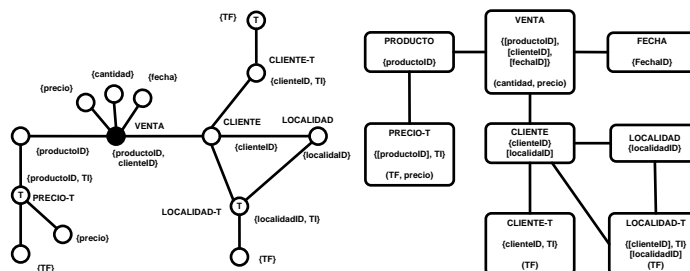 {TF}
T
CLIENTE-T
{clienteID, TI}
{cantidad}
{precio}
{fecha}
VENTA
CLIENTE
LOCALIDAD
{productoID}
{productoID,
clienteID}
{clienteID}
{localidaID}
{productoID, TI}
T
PRECIO-T
{precio}
{TF}
LOCALIDAD-T
T
{localidadID, TI}
{TF}
PRODUCTO
{productoID}
VENTA
{[productoID],
[clienteID],
[fechaID]}
(cantidad, precio)
FECHA
{FechaID}
PRECIO-T
{[productoID], TI}
(TF, precio)
CLIENTE
{clienteID}
[localidaID]
LOCALIDAD
{localidadID}
CLIENTE-T
{clienteID, TI}
(TF)
LOCALIDAD-T
{[clienteID], TI}
[localidadID]
(TF)